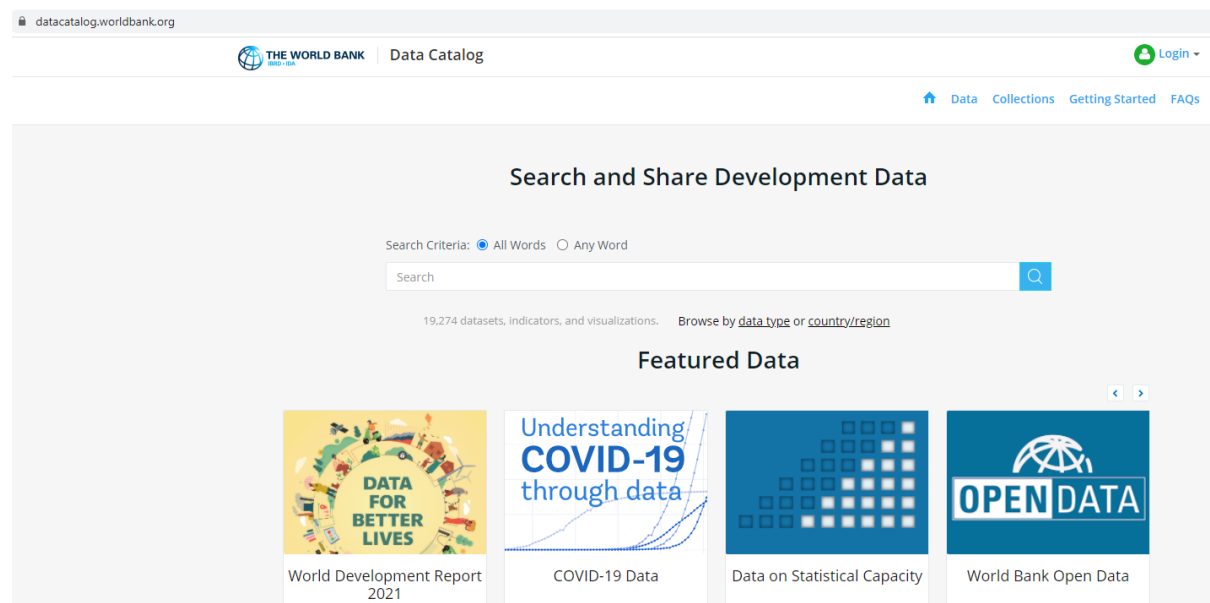 datacatalog.worldbank.org
THE WORLD BANK
IBRD • IDA
Data Catalog
Login
Data Collections Getting Started FAQs
Search and Share Development Data
Search Criteria: All Words Any Word
Search
19,274 datasets, indicators, and visualizations. Browse by data type or country/region
Featured Data
DATA
FOR
BETTER
LIVES
World Development Report
2021
Understanding
COVID-19
through data
COVID-19 Data
Data on Statistical Capacity
OPEN DATA
World Bank Open Data